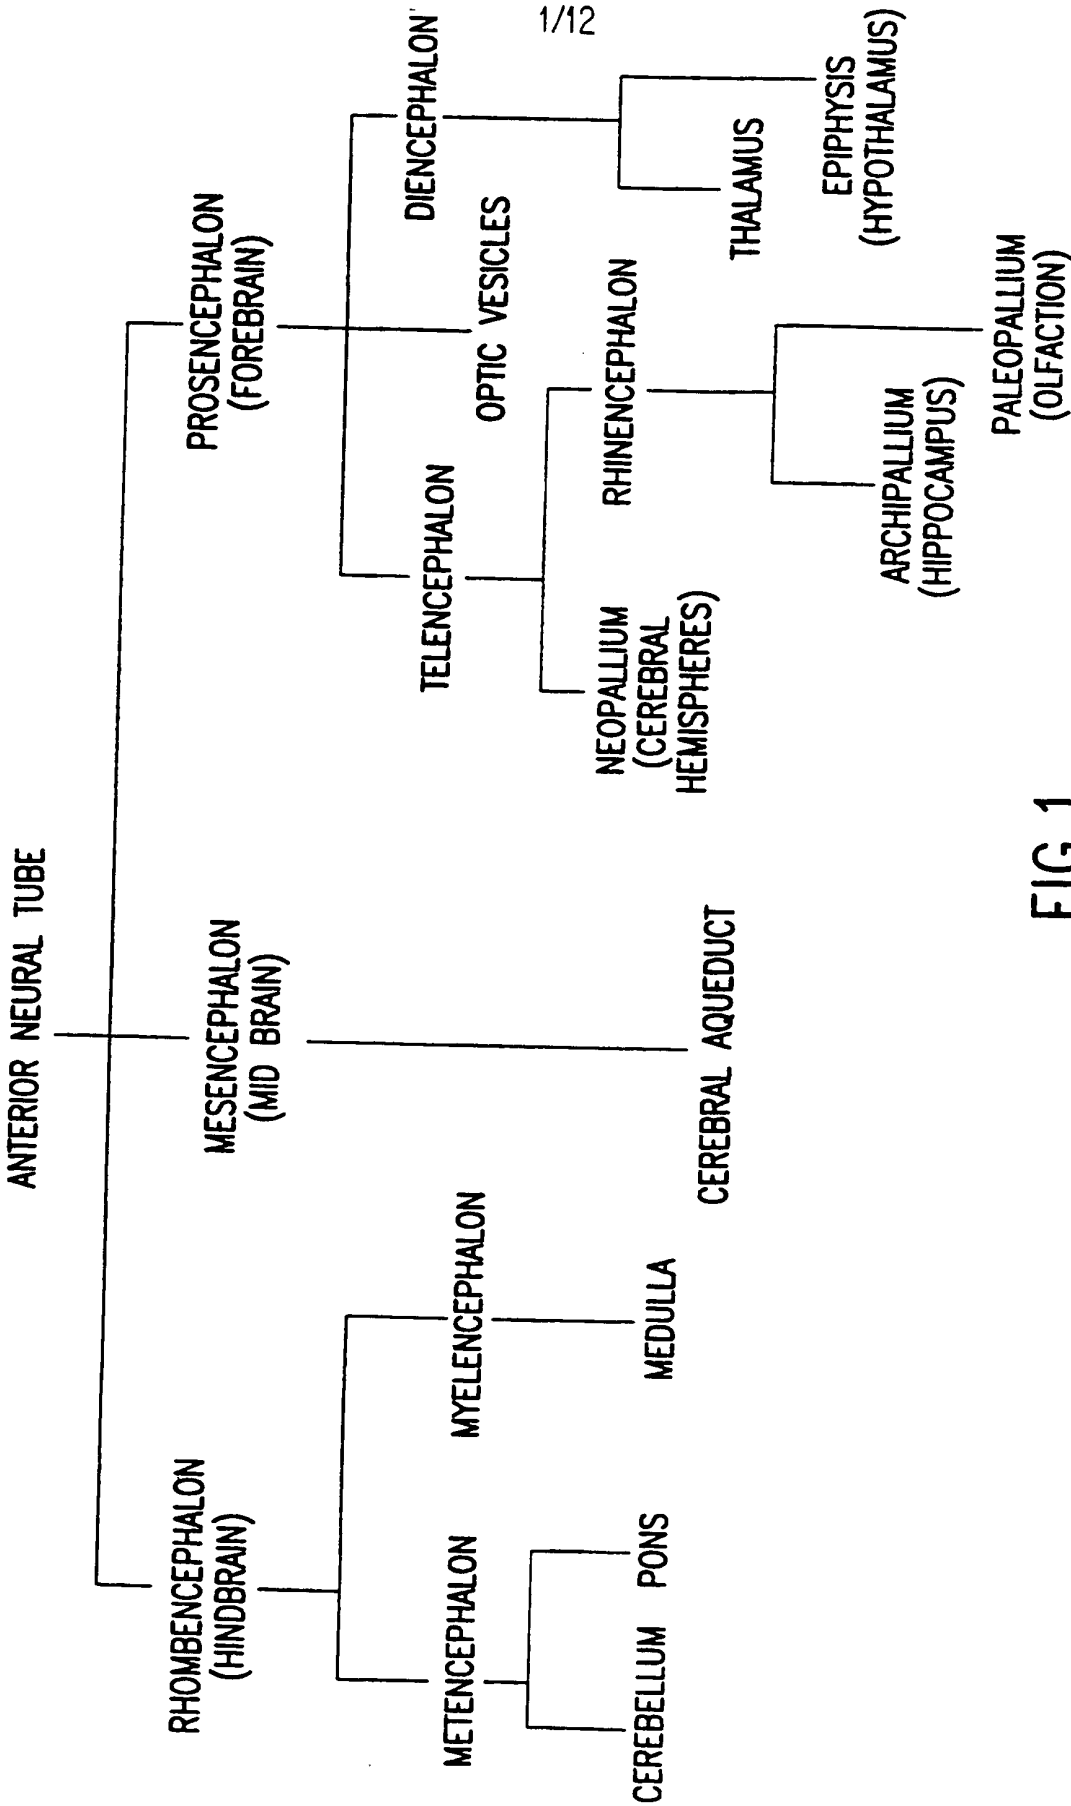 1/12
ANTERIOR NEURAL TUBE
RHOMBENCEPHALON
(HINDBRAIN)
MESENCEPHALON
(MID BRAIN)
PROSENCEPHALON
(FOREBRAIN)
METENCEPHALON
MYELENCEPHALON
TELENCEPHALON
OPTIC VESICLES
DIENCEPHALON
CEREBELLUM PONS
MEDULLA
CEREBRAL AQUEDUCT
NEOPALLIUM
(CEREBRAL
HEMISPHERES)
RHINENCEPHALON
THALAMUS
EPIPHYSIS
(HYPOTHALAMUS)
ARCHIPALLIUM
(HIPPOCAMPUS)
PALEOPALLIUM
(OLFACTION)
FIG. 1